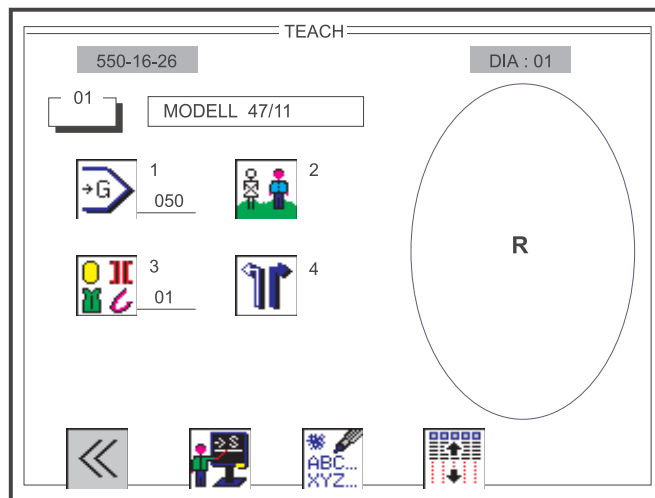 TEACH
550-16-26
DIA : 01
01
MODELL 47/11
1
G
050
2
3
01
4
R
S
ABC...
XYZ...